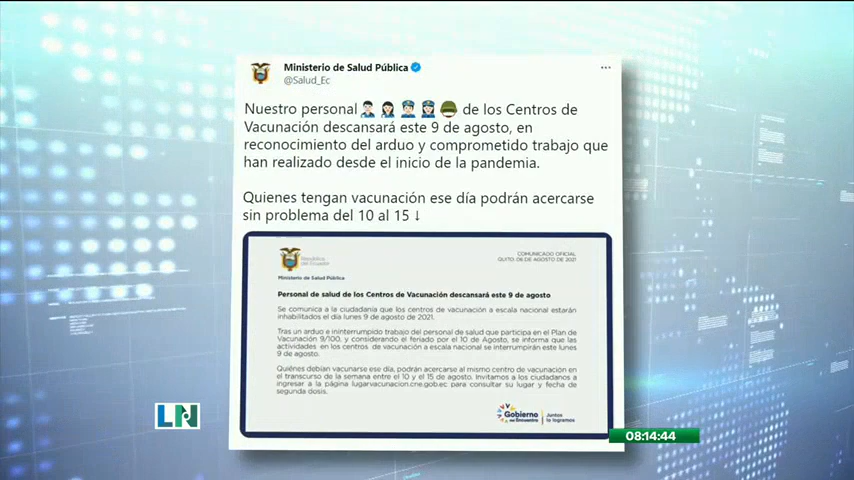 Ministerio de Salud Pública
@Salud_Ec
Nuestro personal de los Centros de
Vacunación descansará este 9 de agosto, en
reconocimiento del arduo y comprometido trabajo que
han realizado desde el inicio de la pandemia.
Quienes tengan vacunación ese día podrán acercarse
sin problema del 10 al 15 ↓
República
del Ecuador
COMUNICADO OFICIAL
QUITO, 06 DE AGOSTO DE 2021
Ministerio de Salud Pública
Personal de salud de los Centros de Vacunación descansará este 9 de agosto
Se comunica a la ciudadanía que los centros de vacunación a escala nacional estarán
inhabilitados el día lunes 9 de agosto de 2021.
Tras un arduo e ininterrumpido trabajo del personal de salud que participa en el Plan de
Vacunación 9/100, y considerando el feriado por el 10 de Agosto, se informa que las
actividades en los centros de vacunación a escala nacional se interrumpirán este lunes
9 de agosto.
Quiénes debían vacunarse ese día, podrán acercarse al mismo centro de vacunación en
el transcurso de la semana entre el 10 y el 15 de agosto. Invitamos a los ciudadanos a
ingresar a la página lugarvacunacion.cne.gob.ec para consultar su lugar y fecha de
segunda dosis.
Gobierno
del Encuentro
Juntos
lo logramos
LN
08:14:44